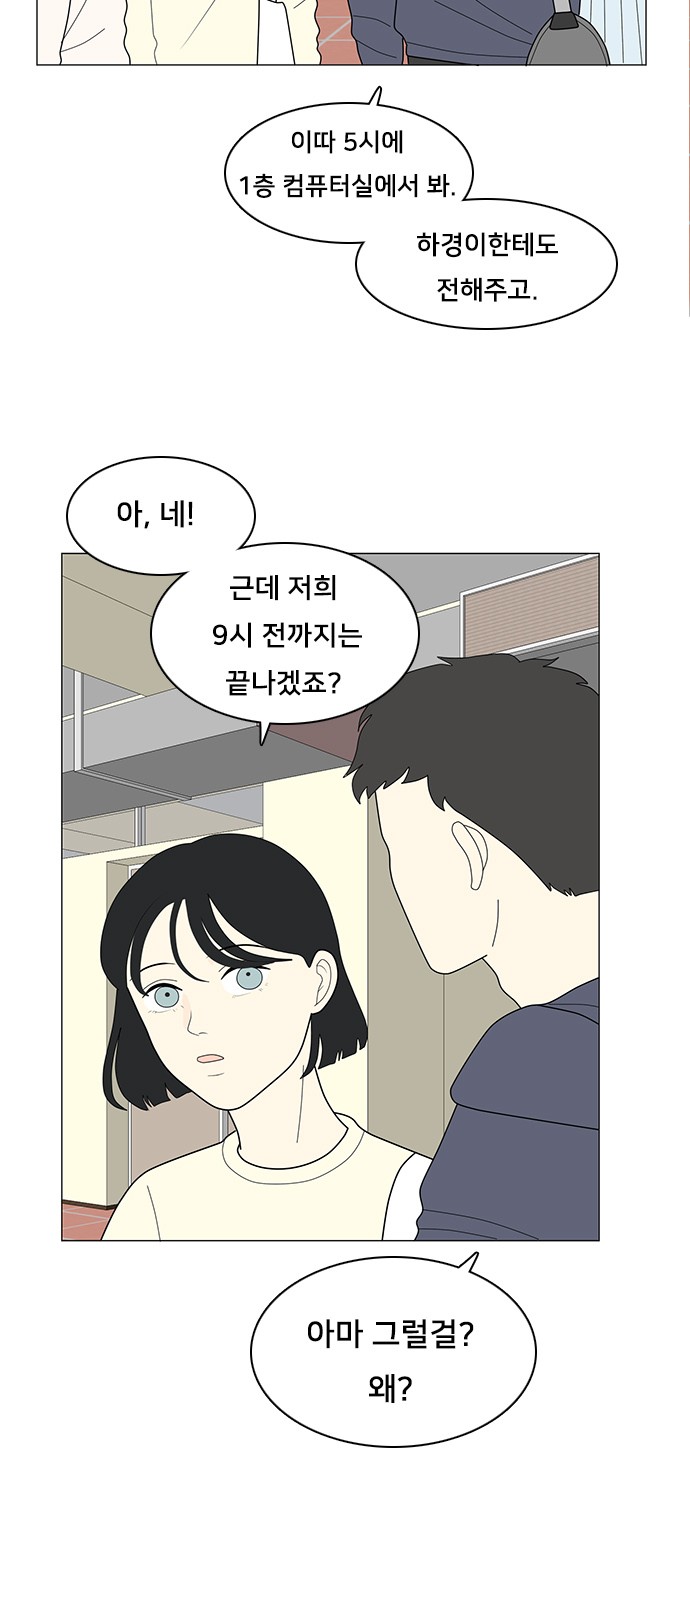 이따 5시에
1층 컴퓨터실에서 봐.
하경이한테도
전해주고.
아, 네!
근데 저희
9시 전까지는
끝나겠죠?
아마 그럴걸?
왜?